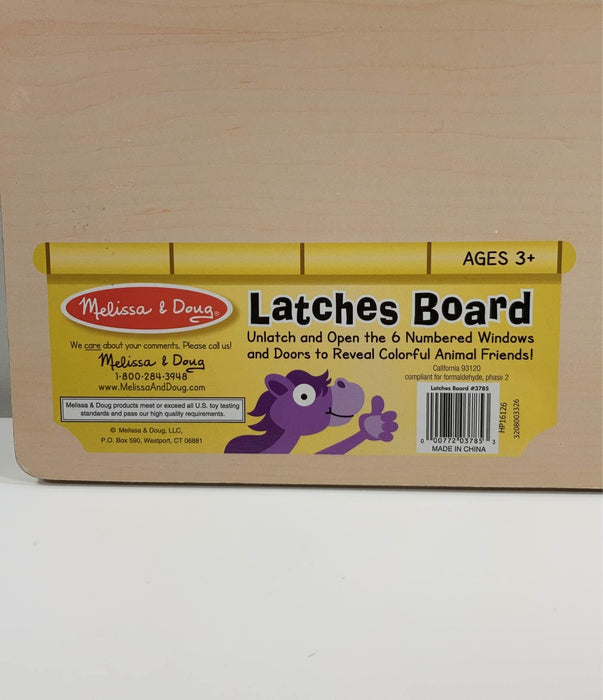 AGES 3+
Melissa & Doug®
Latches Board
Unlatch and Open the 6 Numbered Windows
and Doors to Reveal Colorful Animal Friends!
We care about your comments. Please call us!
Melissa & Doug
1-800-284-3948
www.MelissaAndDoug.com
Melissa & Doug products meet or exceed all U.S. toy testing
standards and pass our high quality requirements.
© Melissa & Doug, LLC,
P.O. Box 590, Westport, CT 06881
California 93120
compliant for formaldehyde, phase 2
Latches Board #3785
0 00772 03785 3
MADE IN CHINA
HP16126
3208003326